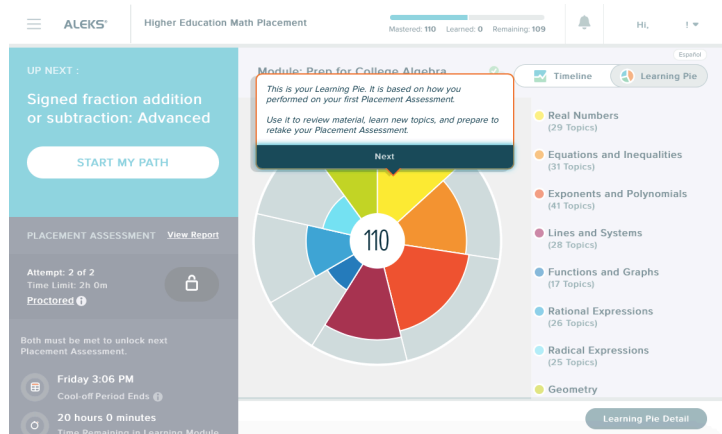 ALEKS®
Higher Education Math Placement
Mastered: 110 Learned: 0 Remaining: 109
Hi, !
Español
UP NEXT :
Signed fraction addition
or subtraction: Advanced
START MY PATH
PLACEMENT ASSESSMENT View Report
Attempt: 2 of 2
Time Limit: 2h 0m
Proctored
Both must be met to unlock next
Placement Assessment.
Friday 3:06 PM
Cool-off Period Ends
20 hours 0 minutes
Time Remaining in Learning Module
Module: Prep for College Algebra
Timeline
Learning Pie
This is your Learning Pie. It is based on how you
performed on your first Placement Assessment.
Use it to review material, learn new topics, and prepare to
retake your Placement Assessment.
Next
110
Real Numbers
(29 Topics)
Equations and Inequalities
(31 Topics)
Exponents and Polynomials
(41 Topics)
Lines and Systems
(28 Topics)
Functions and Graphs
(17 Topics)
Rational Expressions
(26 Topics)
Radical Expressions
(25 Topics)
Geometry
Learning Pie Detail